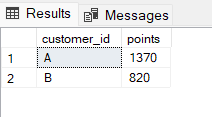 Results Messages
customer_id points
1 A 1370
2 B 820